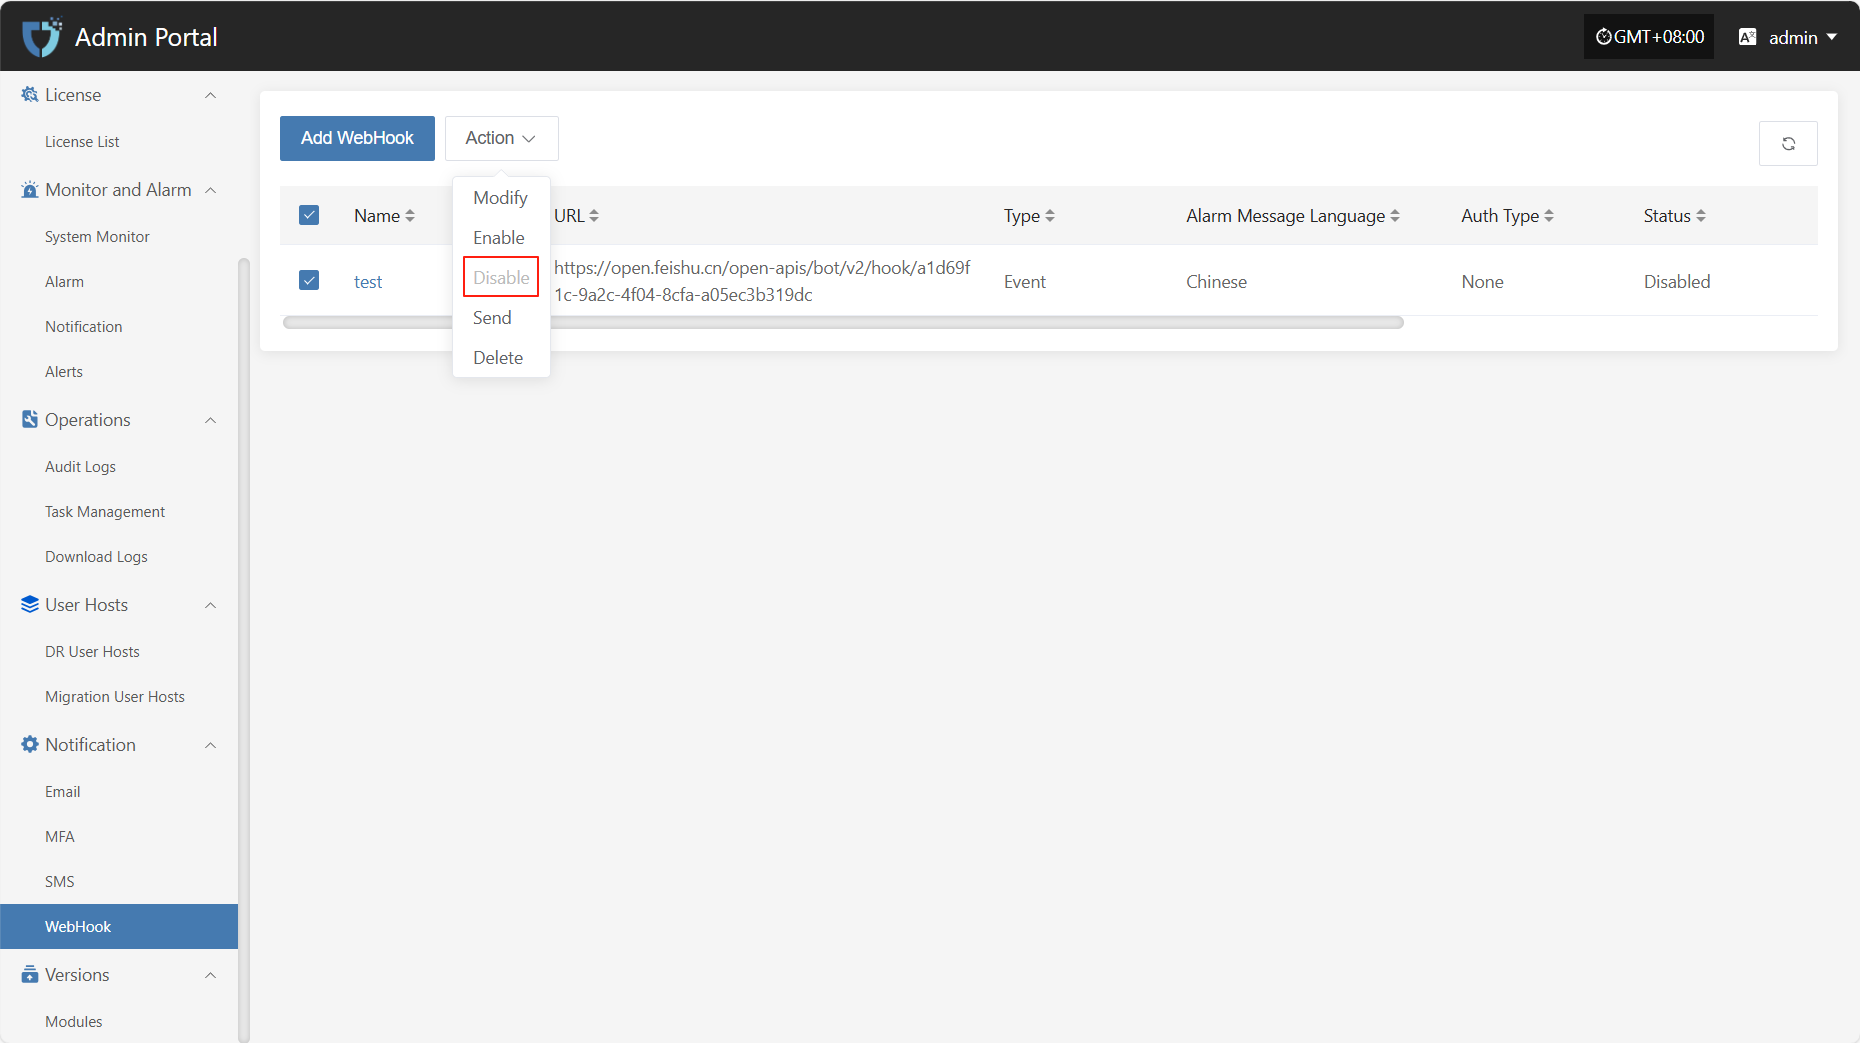 Admin Portal
GMT+08:00
admin
License
License List
Monitor and Alarm
System Monitor
Alarm
Notification
Alerts
Operations
Audit Logs
Task Management
Download Logs
User Hosts
DR User Hosts
Migration User Hosts
Notification
Email
MFA
SMS
WebHook
Versions
Modules
Add WebHook
Action
Modify
Enable
Disable
Send
Delete
Name URL Type Alarm Message Language Auth Type Status
test https://open.feishu.cn/open-apis/bot/v2/hook/a1d69f Event Chinese None Disabled
1c-9a2c-4f04-8cfa-a05ec3b319dc